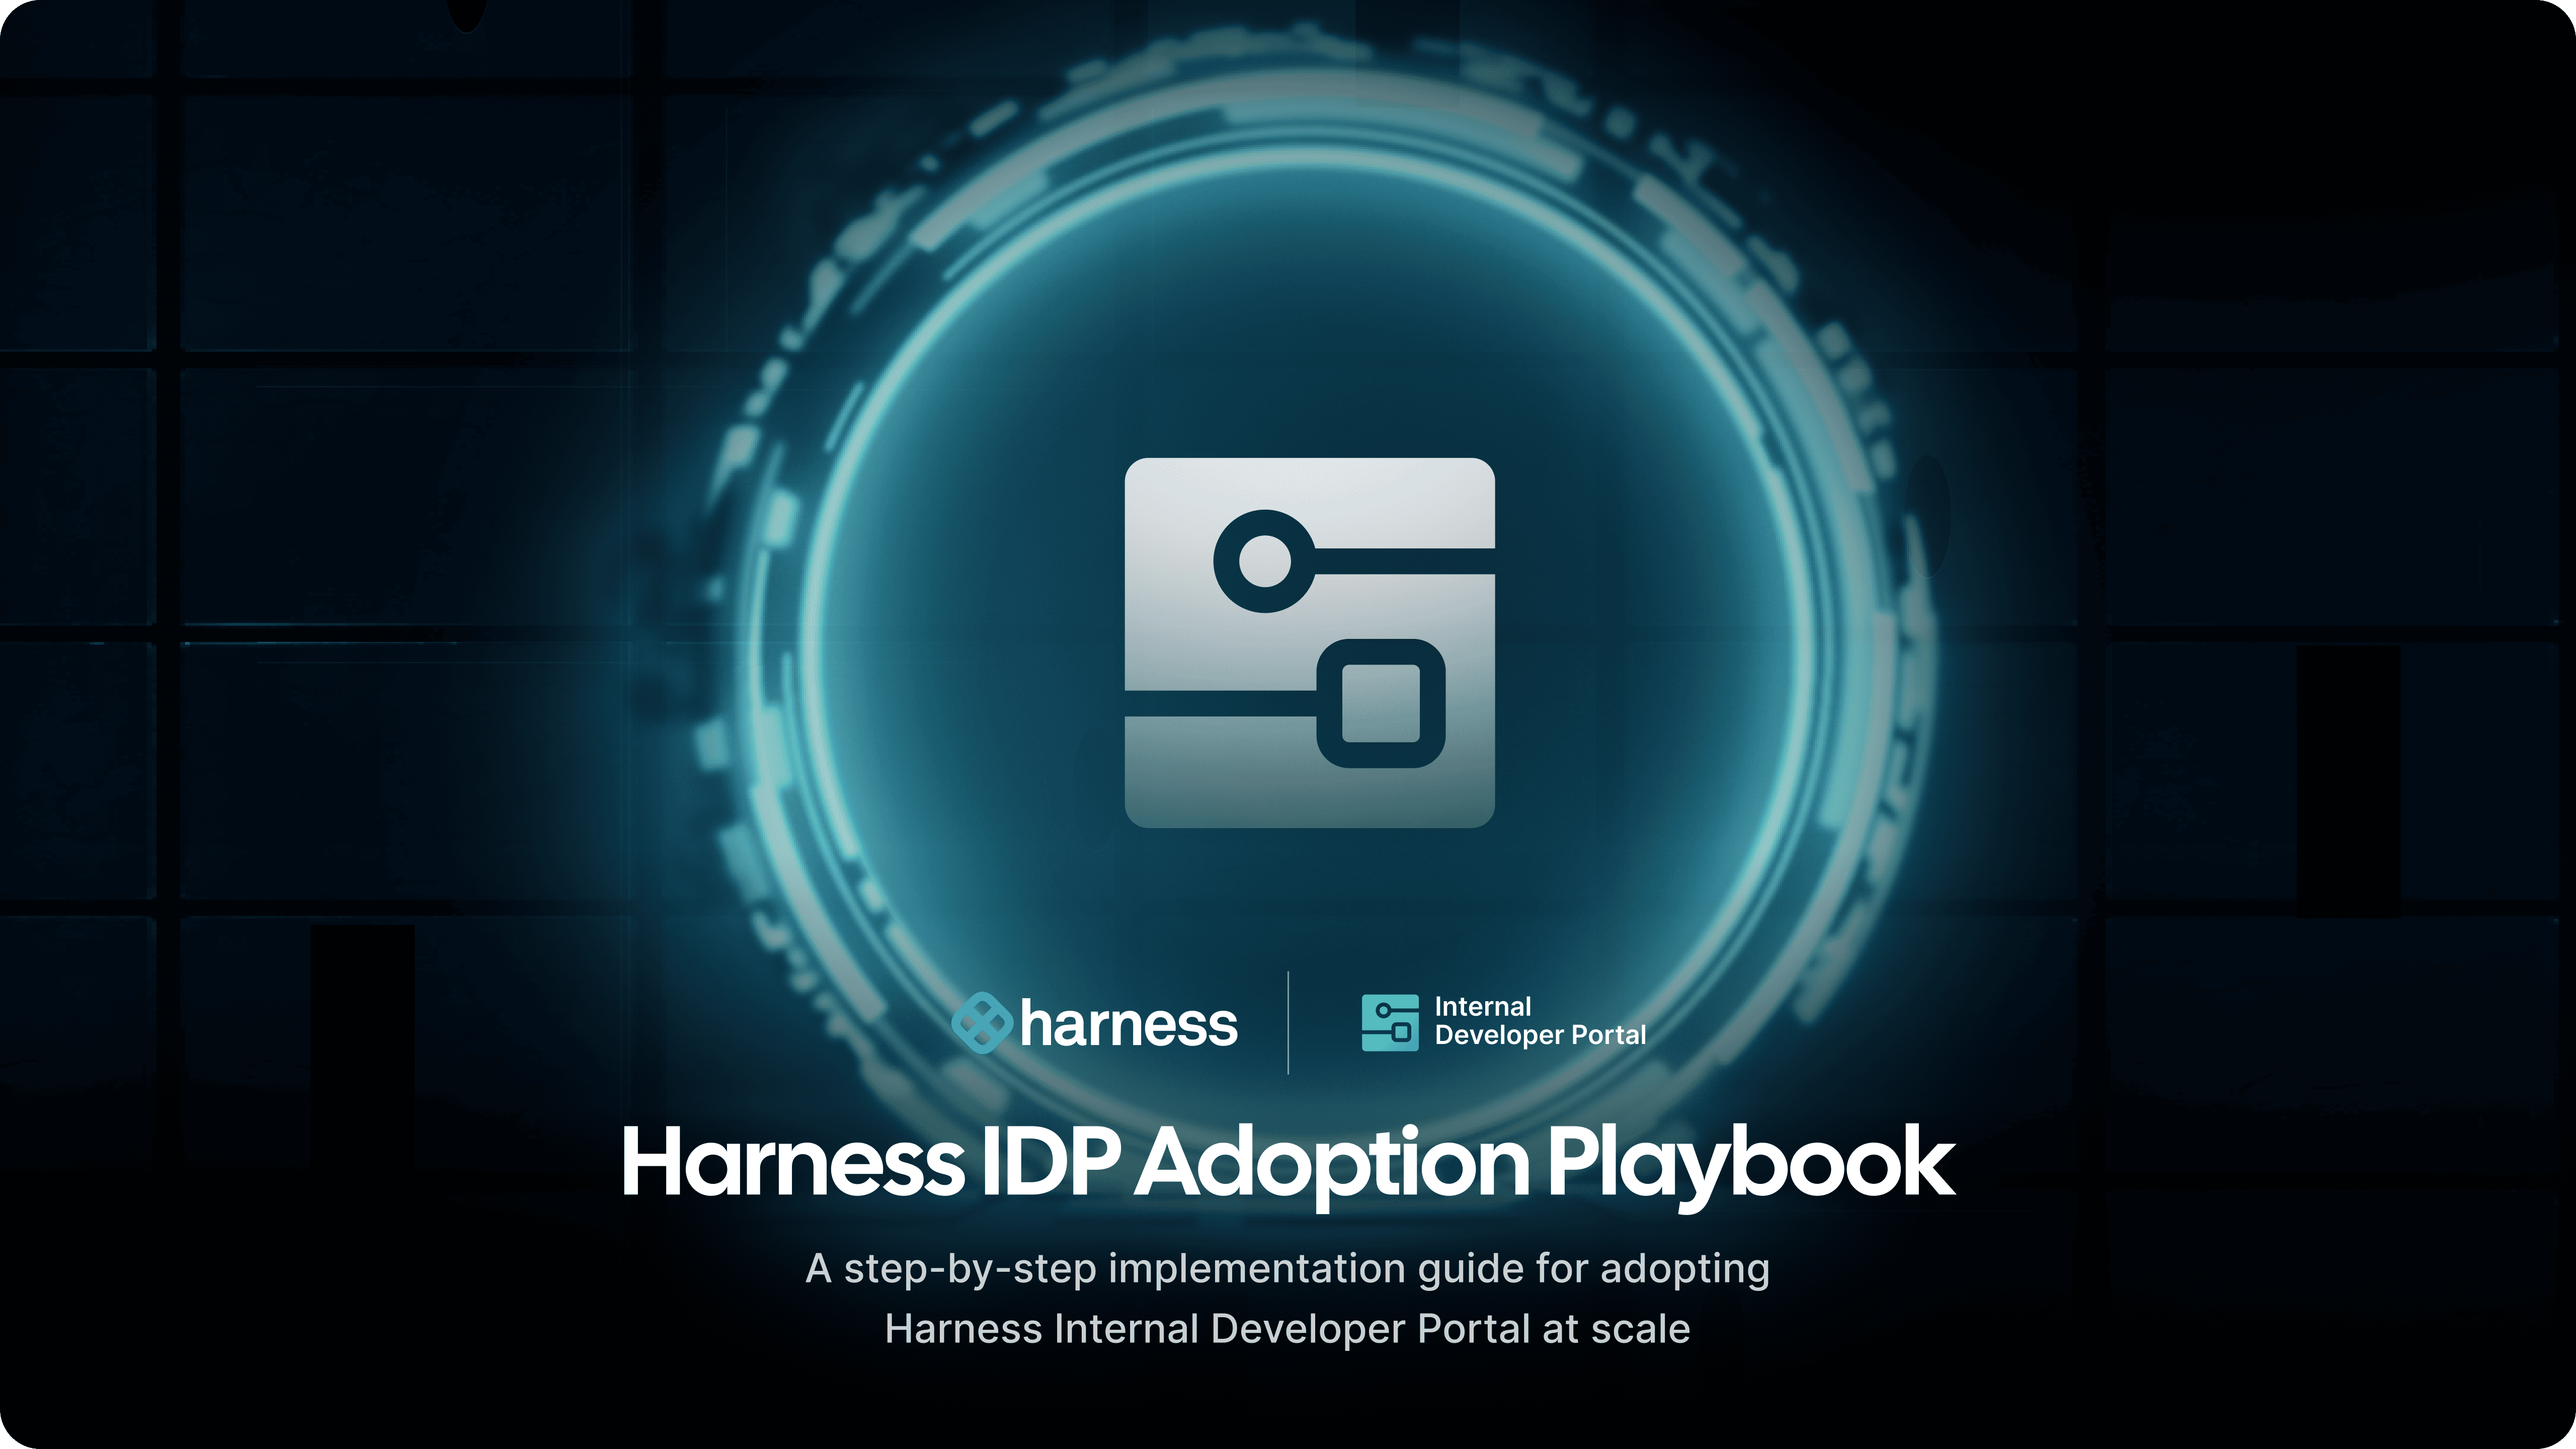 harness
Internal
Developer Portal
Harness IDP Adoption Playbook
A step-by-step implementation guide for adopting
Harness Internal Developer Portal at scale